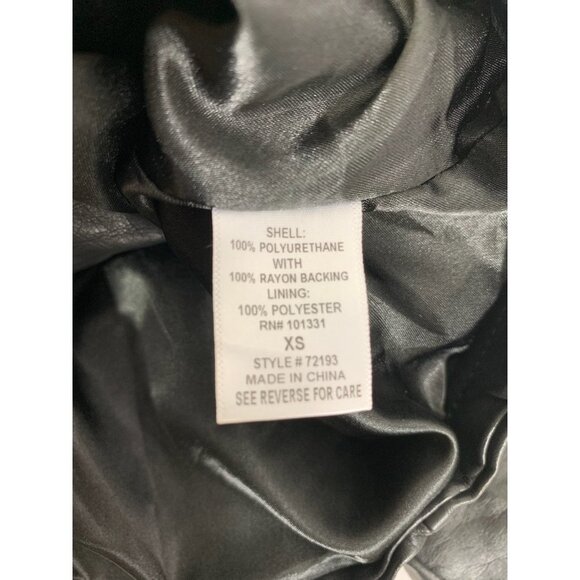 SHELL:
100% POLYURETHANE
WITH
100% RAYON BACKING
LINING:
100% POLYESTER
RN# 101331
XS
STYLE # 72193
MADE IN CHINA
SEE REVERSE FOR CARE